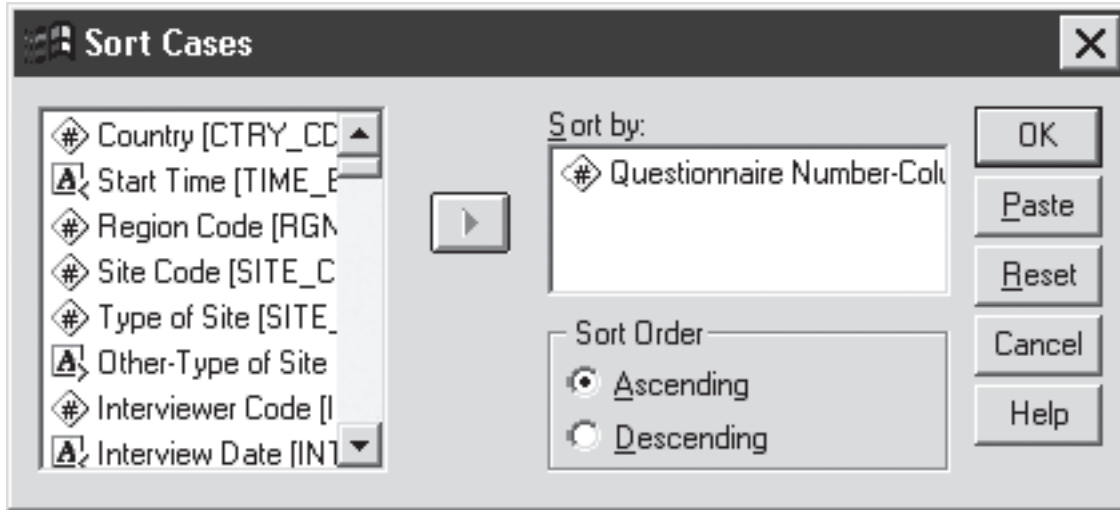 Sort Cases
Country [CTRY_CD
Start Time [TIME_B
Region Code [RGN
Site Code [SITE_C
Type of Site [SITE_
Other-Type of Site
Interviewer Code [I
Interview Date [INT
Sort by:
Questionnaire Number-Colu
Sort Order
Ascending
Descending
OK
Paste
Reset
Cancel
Help